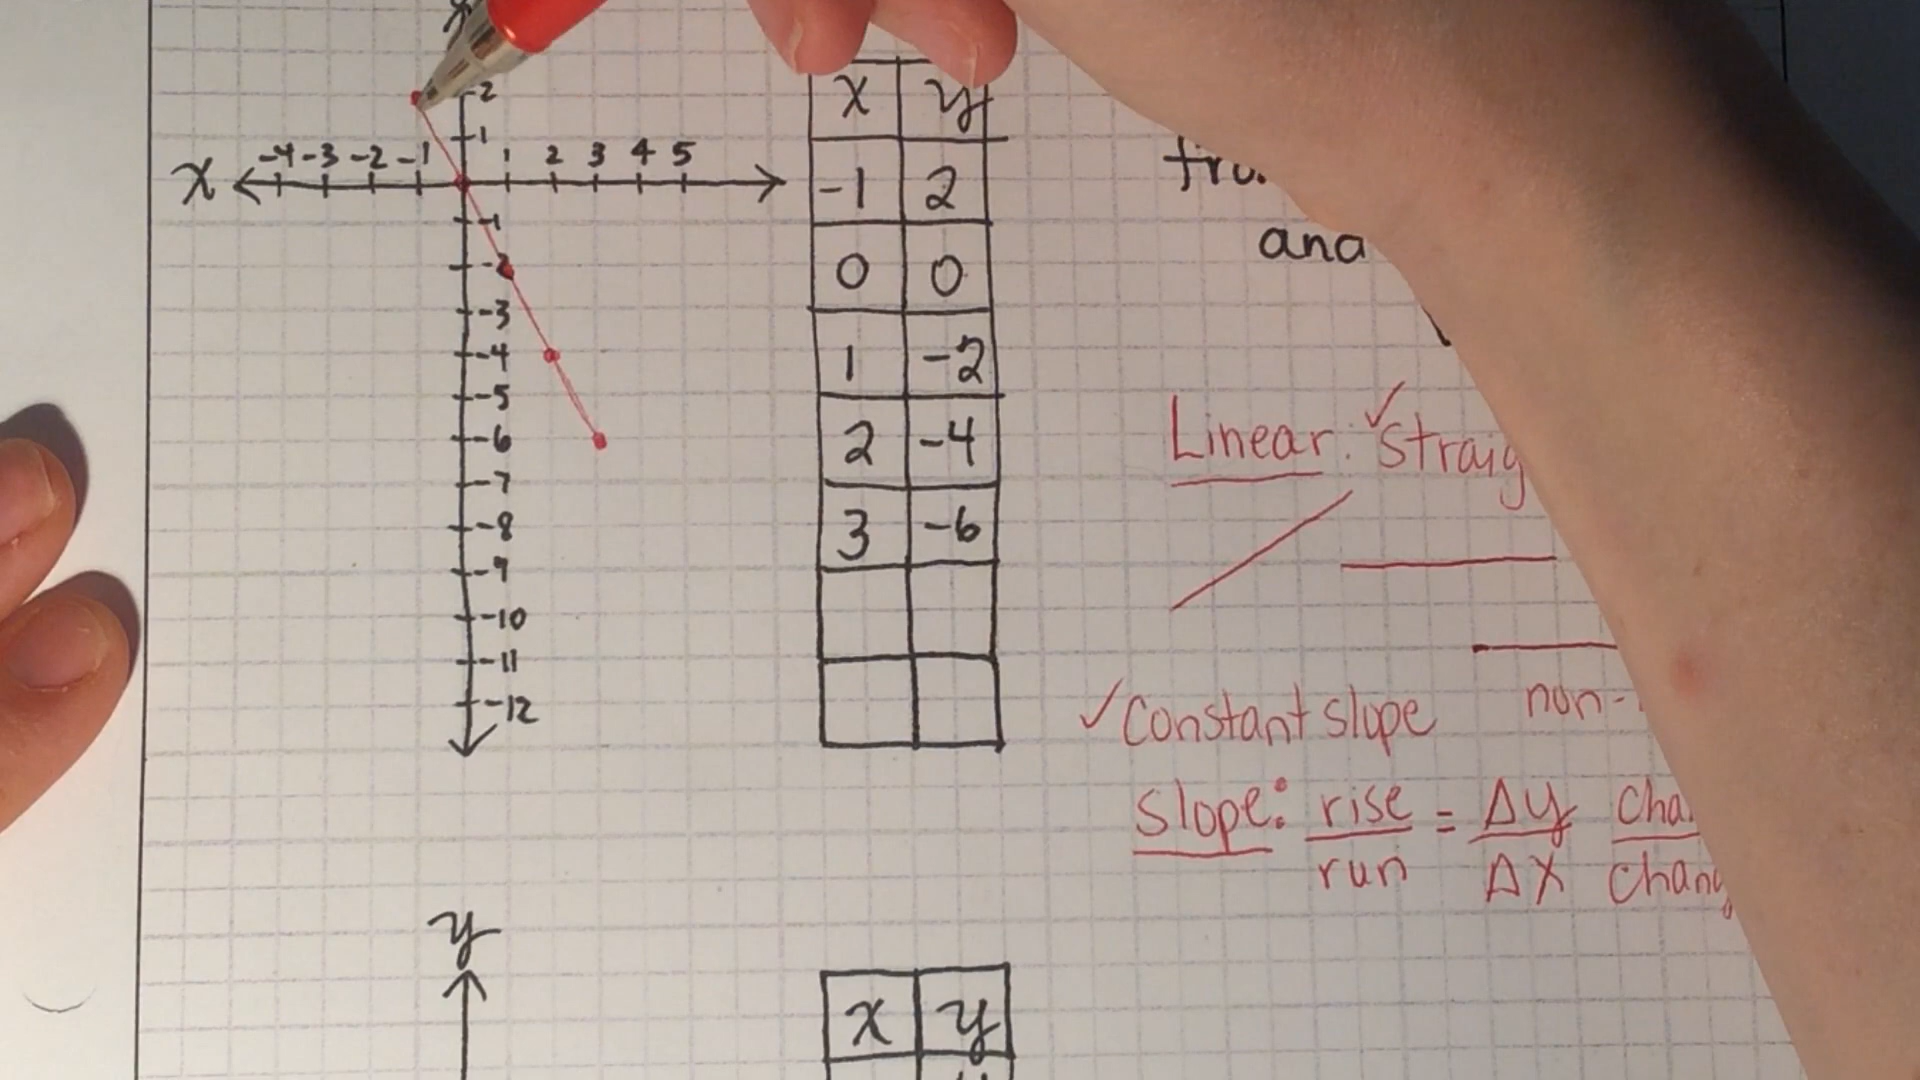 2
1
-4 -3 -2 -1 1 2 3 4 5
x
-1
-2
-3
-4
-5
-6
-7
-8
-9
-10
-11
-12
x y
-1 2
0 0
1 -2
2 -4
3 -6
Linear: ✓Straig
✓Constant slope
non-
Slope: rise = Δy
run ΔX
y
x y